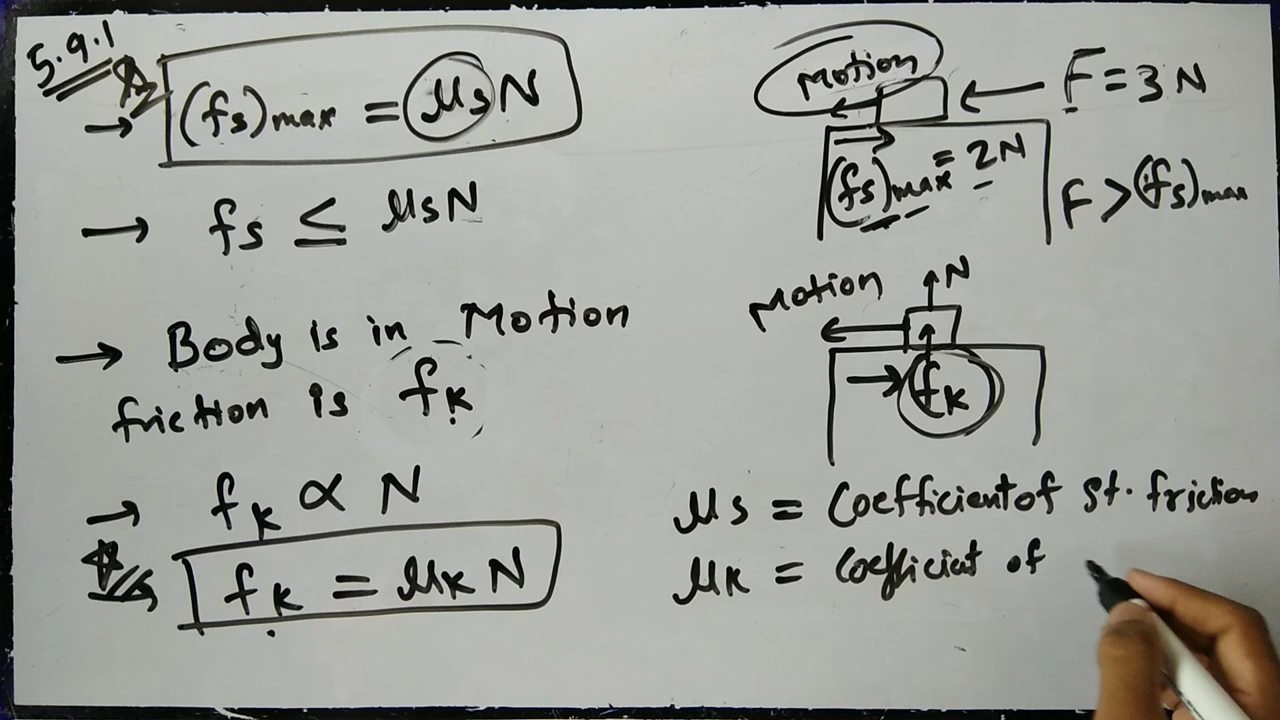 5.9.1
→ (fs)max = μs N
→ fs ≤ μsN
→ Body is in Motion
friction is fk
→ fk ∝ N
→ fk = μk N
Motion
F = 3 N
(fs)max = 2N
F > (fs)max
N
Motion
fk
μs = Coefficient of St. friction
μk = Coefficient of